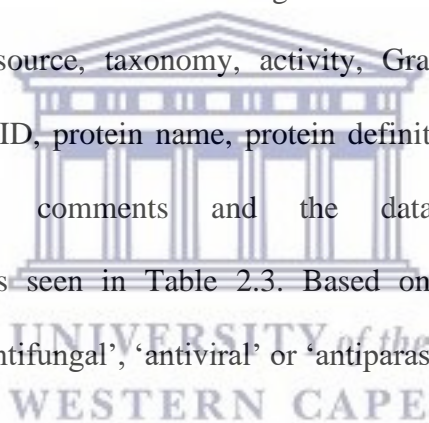 source, taxonomy, activity, Gra
ID, protein name, protein definit
comments and the data
s seen in Table 2.3. Based on
UNIVERSITY of the
ntifungal’, ‘antiviral’ or ‘antiparas
WESTERN CAPE